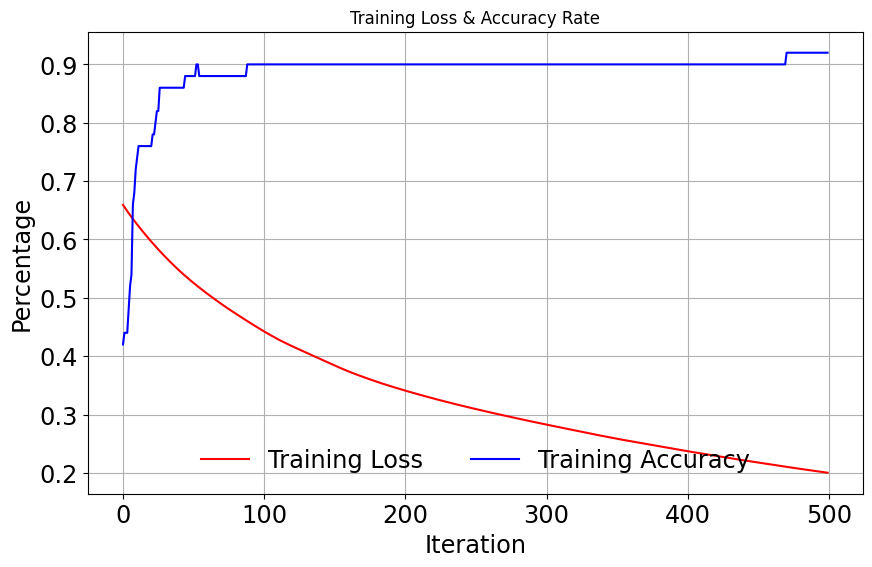 Training Loss & Accuracy Rate
Percentage
0.9
0.8
0.7
0.6
0.5
0.4
0.3
0.2
Training Loss Training Accuracy
0 100 200 300 400 500
Iteration